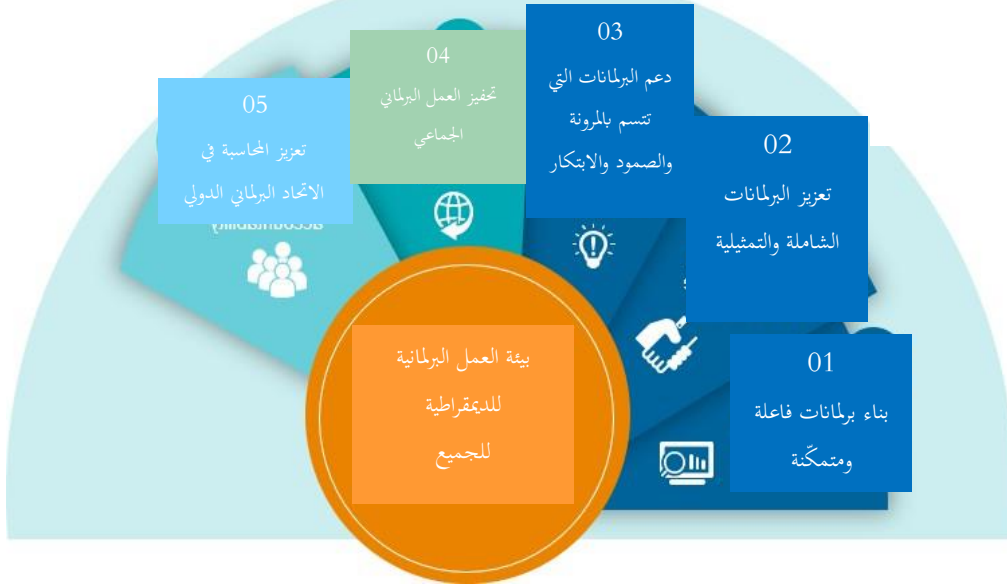 01
بناء برلمانات فاعلة
ومتمكّنة
02
تعزيز البرلمانات
الشاملة والتمثيلية
03
دعم البرلمانات التي
تتسم بالمرونة
والصمود والابتكار
04
تحفيز العمل البرلماني
الجماعي
05
تعزيز المحاسبة في
الاتحاد البرلماني الدولي
accountability
بيئة العمل البرلمانية
للديمقراطية
للجميع